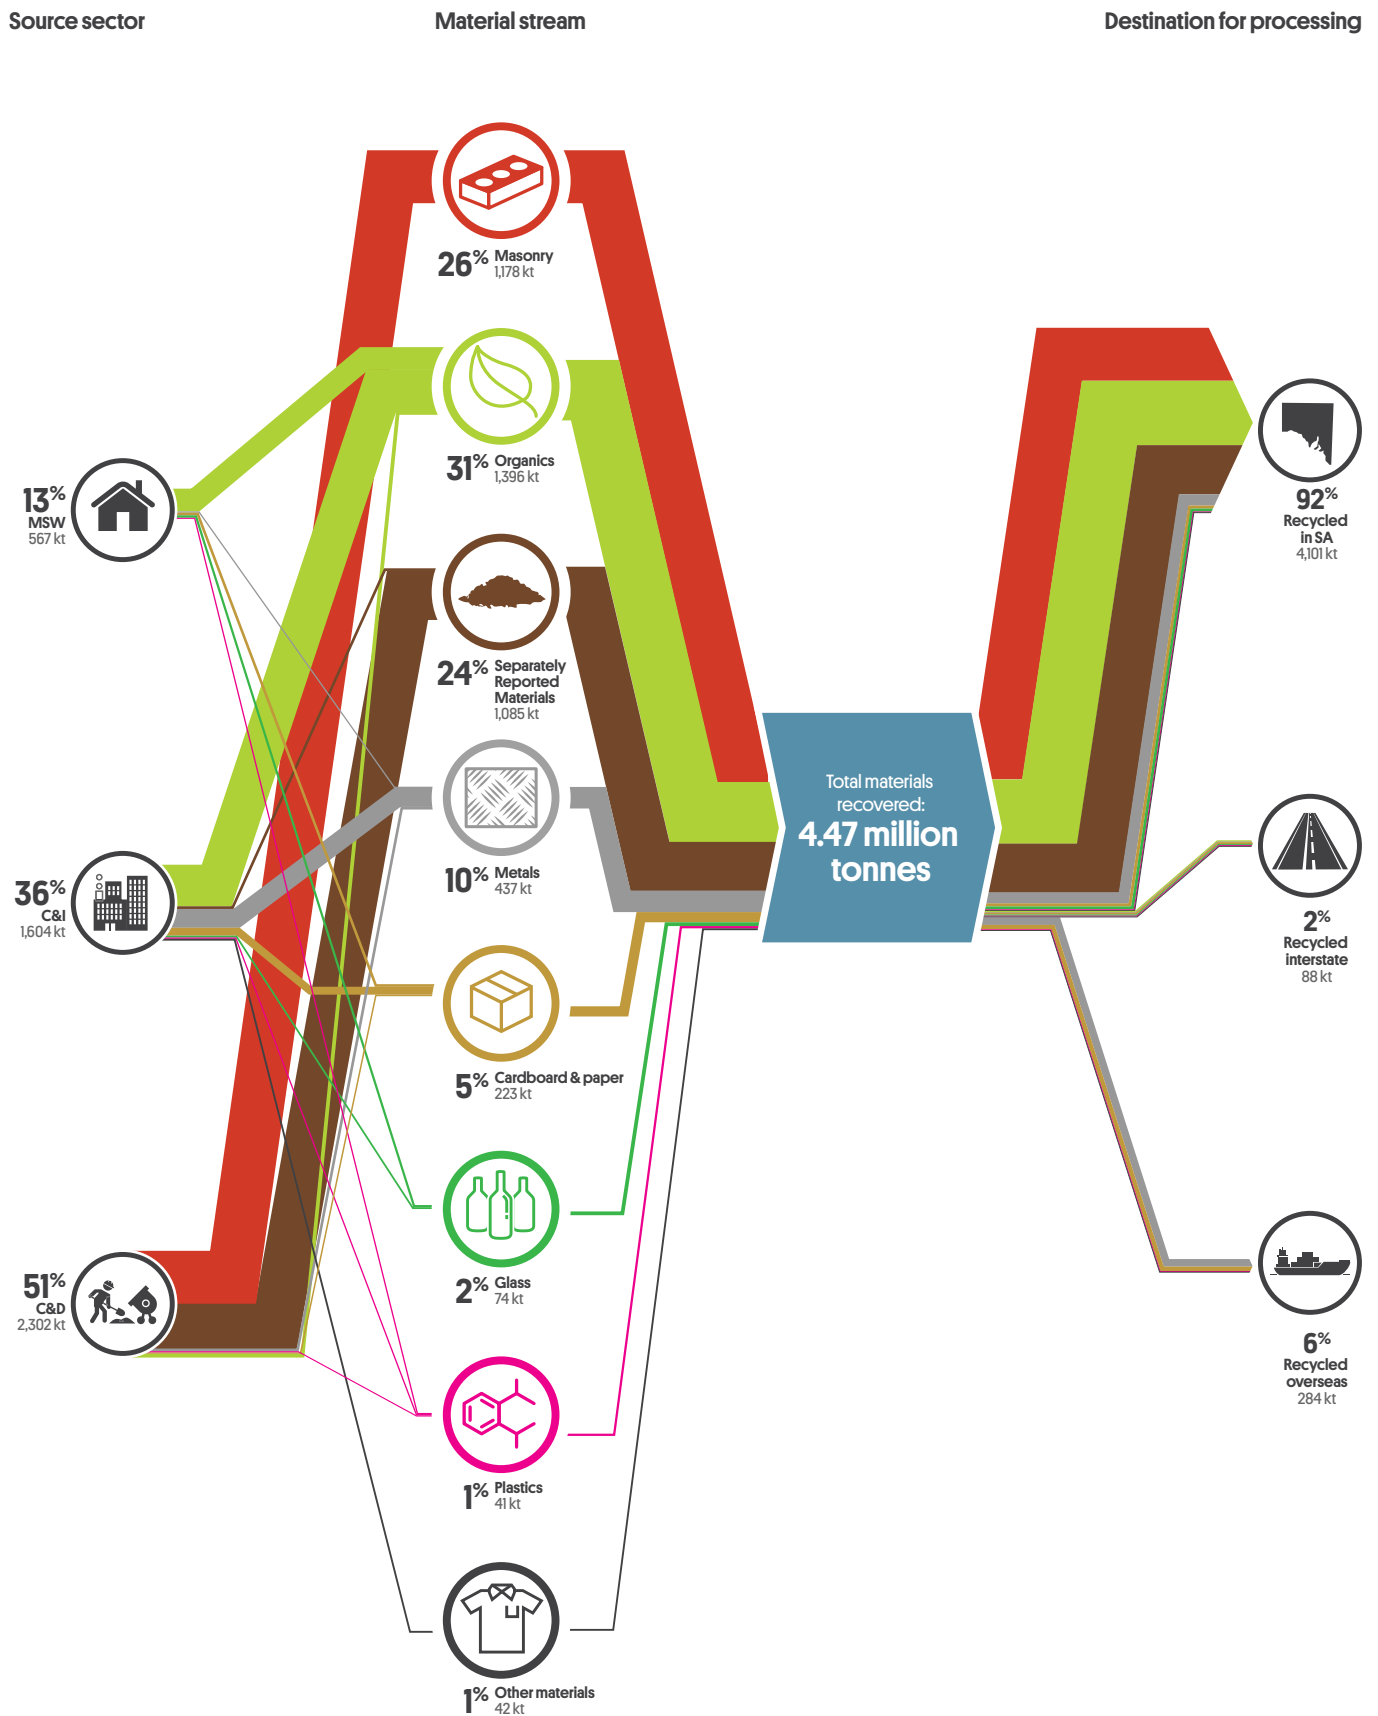 Source sector
Material stream
Destination for processing
26% Masonry
1,178 kt
31% Organics
1,396 kt
24% Separately
Reported
Materials
1,085 kt
10% Metals
437 kt
5% Cardboard & paper
223 kt
2% Glass
74 kt
1% Plastics
41 kt
1% Other materials
42 kt
13%
MSW
567 kt
36%
C&I
1,604 kt
51%
C&D
2,302 kt
Total materials
recovered:
4.47 million
tonnes
92%
Recycled
in SA
4,101 kt
2%
Recycled
interstate
88 kt
6%
Recycled
overseas
284 kt